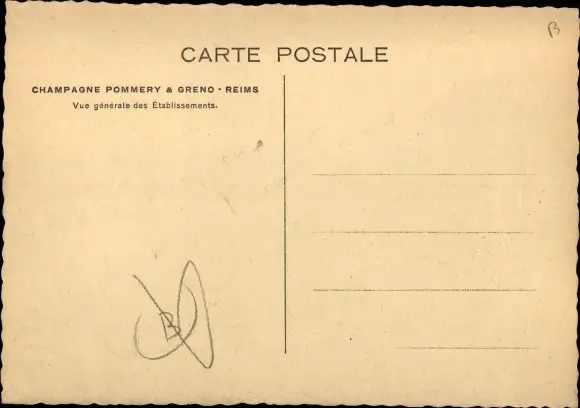 CARTE POSTALE
CHAMPAGNE POMMERY & GRENO - REIMS
Vue générale des Établissements.
B
B